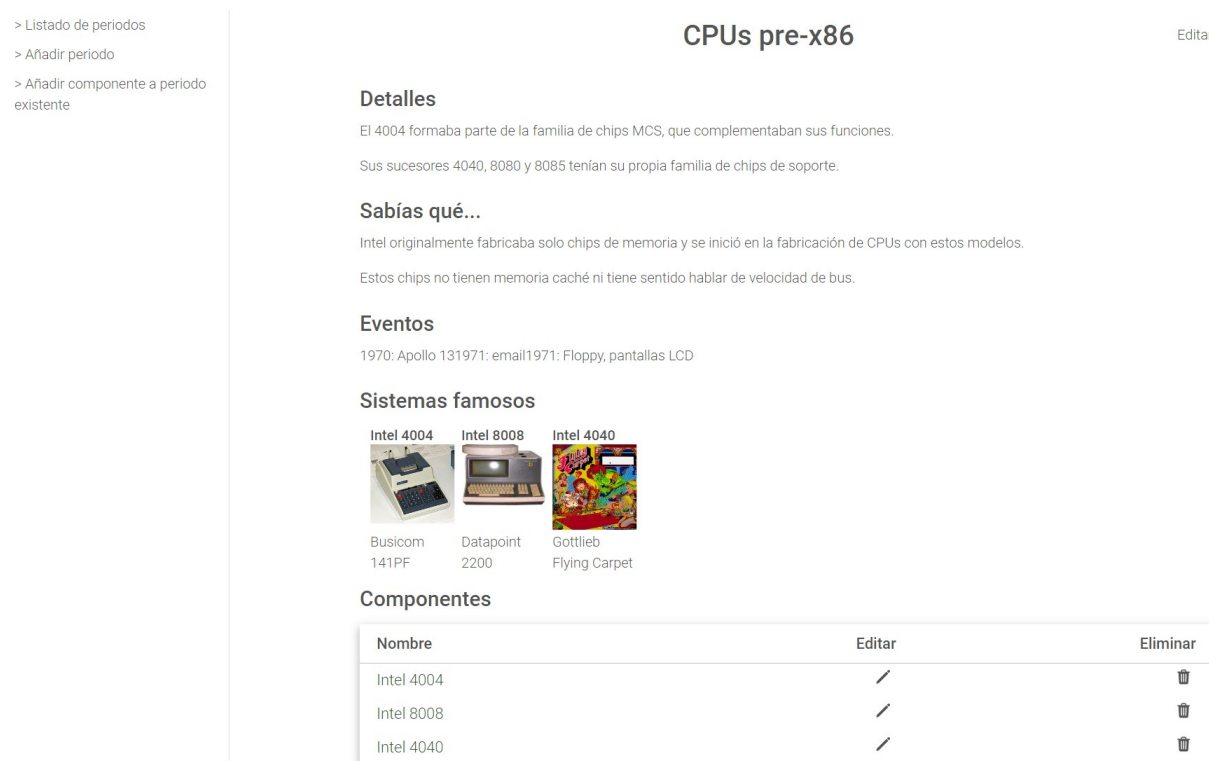 > Listado de periodos
> Añadir periodo
> Añadir componente a periodo
existente
CPUs pre-x86
Editar
Detalles
El 4004 formaba parte de la familia de chips MCS, que complementaban sus funciones.
Sus sucesores 4040, 8080 y 8085 tenían su propia familia de chips de soporte.
Sabías qué...
Intel originalmente fabricaba solo chips de memoria y se inició en la fabricación de CPUs con estos modelos.
Estos chips no tienen memoria caché ni tiene sentido hablar de velocidad de bus.
Eventos
1970: Apollo 131971: email1971: Floppy, pantallas LCD
Sistemas famosos
Intel 4004 Intel 8008 Intel 4040
Busicom Datapoint Gottlieb
141PF 2200 Flying Carpet
Componentes
Nombre Editar Eliminar
Intel 4004
Intel 8008
Intel 4040